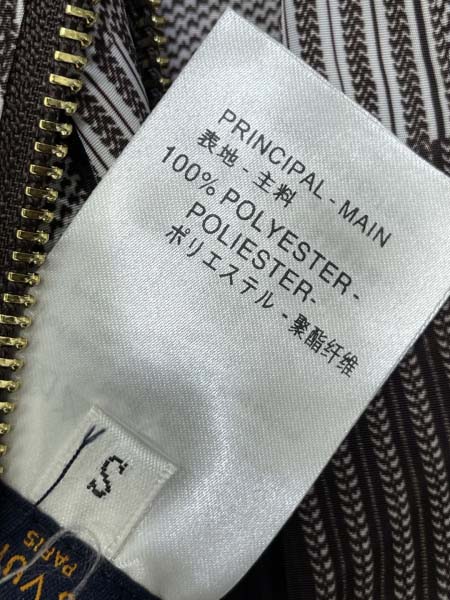 PRINCIPAL - MAIN
表地 - 主料
100% POLYESTER -
POLIESTER-
ポリエステル - 聚酯纤维
S
PARIS